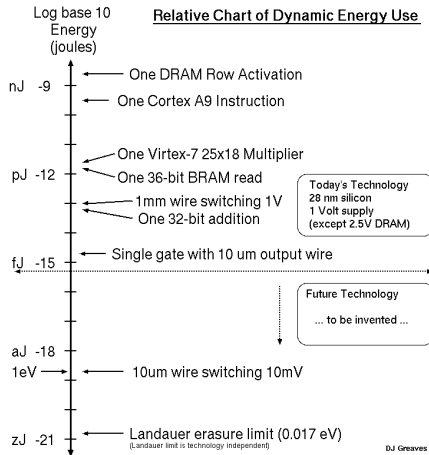 Log base 10
Energy
(joules)
Relative Chart of Dynamic Energy Use
One DRAM Row Activation
nJ -9
One Cortex A9 Instruction
One Virtex-7 25x18 Multiplier
pJ -12
One 36-bit BRAM read
1mm wire switching 1V
One 32-bit addition
Today's Technology
28 nm silicon
1 Volt supply
(except 2.5V DRAM)
Single gate with 10 um output wire
fJ -15
Future Technology
... to be invented ...
aJ -18
1eV
10um wire switching 10mV
Landauer erasure limit (0.017 eV)
(Landauer limit is technology independent)
zJ -21
DJ Greaves